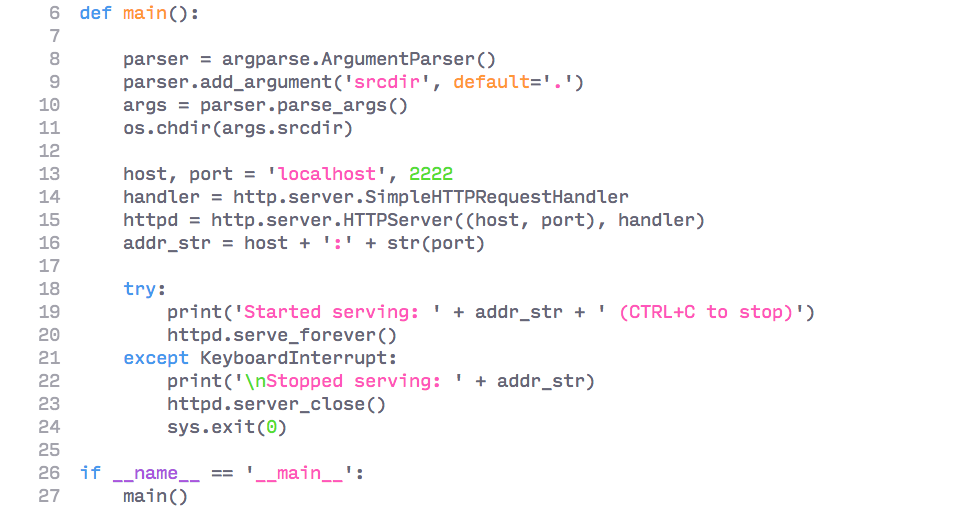 6 def main():
7
8     parser = argparse.ArgumentParser()
9     parser.add_argument('srcdir', default='.')
10     args = parser.parse_args()
11     os.chdir(args.srcdir)
12
13     host, port = 'localhost', 2222
14     handler = http.server.SimpleHTTPRequestHandler
15     httpd = http.server.HTTPServer((host, port), handler)
16     addr_str = host + ':' + str(port)
17
18     try:
19         print('Started serving: ' + addr_str + ' (CTRL+C to stop)')
20         httpd.serve_forever()
21     except KeyboardInterrupt:
22         print('\nStopped serving: ' + addr_str)
23         httpd.server_close()
24         sys.exit(0)
25
26 if __name__ == '__main__':
27     main()